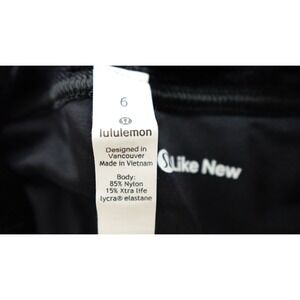 6
lululemon
Designed in
Vancouver
Made in Vietnam
Body:
85% Nylon
15% Xtra life
lycra® elastane
Like New